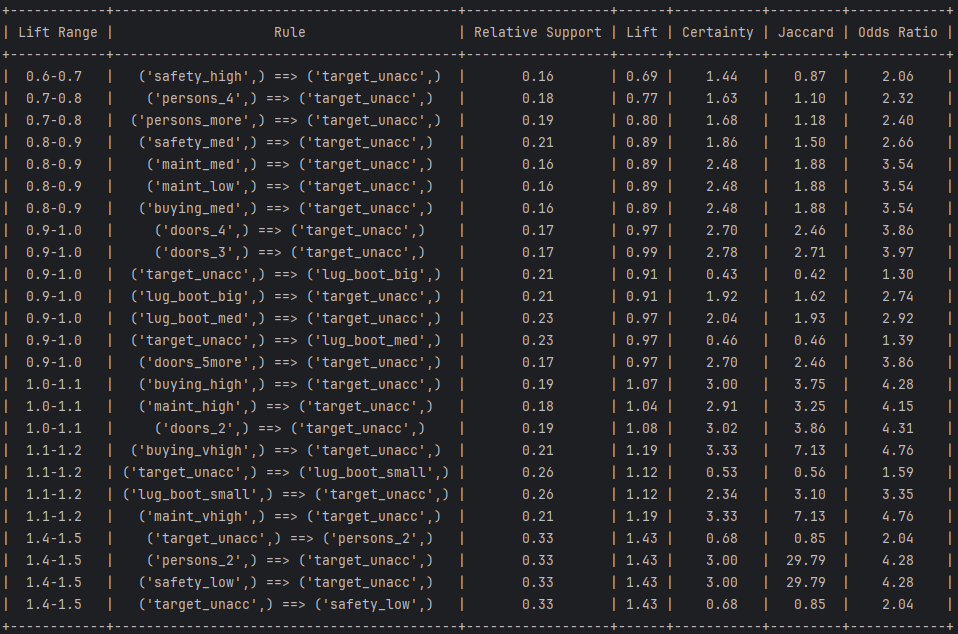 +------------+--------------------------------------------+------------------+------+-----------+---------+------------+
| Lift Range | Rule | Relative Support | Lift | Certainty | Jaccard | Odds Ratio |
+------------+--------------------------------------------+------------------+------+-----------+---------+------------+
| 0.6-0.7 | ('safety_high',) ==> ('target_unacc',) | 0.16 | 0.69 | 1.44 | 0.87 | 2.06 |
| 0.7-0.8 | ('persons_4',) ==> ('target_unacc',) | 0.18 | 0.77 | 1.63 | 1.10 | 2.32 |
| 0.7-0.8 | ('persons_more',) ==> ('target_unacc',) | 0.19 | 0.80 | 1.68 | 1.18 | 2.40 |
| 0.8-0.9 | ('safety_med',) ==> ('target_unacc',) | 0.21 | 0.89 | 1.86 | 1.50 | 2.66 |
| 0.8-0.9 | ('maint_med',) ==> ('target_unacc',) | 0.16 | 0.89 | 2.48 | 1.88 | 3.54 |
| 0.8-0.9 | ('maint_low',) ==> ('target_unacc',) | 0.16 | 0.89 | 2.48 | 1.88 | 3.54 |
| 0.8-0.9 | ('buying_med',) ==> ('target_unacc',) | 0.16 | 0.89 | 2.48 | 1.88 | 3.54 |
| 0.9-1.0 | ('doors_4',) ==> ('target_unacc',) | 0.17 | 0.97 | 2.70 | 2.46 | 3.86 |
| 0.9-1.0 | ('doors_3',) ==> ('target_unacc',) | 0.17 | 0.99 | 2.78 | 2.71 | 3.97 |
| 0.9-1.0 | ('target_unacc',) ==> ('lug_boot_big',) | 0.21 | 0.91 | 0.43 | 0.42 | 1.30 |
| 0.9-1.0 | ('lug_boot_big',) ==> ('target_unacc',) | 0.21 | 0.91 | 1.92 | 1.62 | 2.74 |
| 0.9-1.0 | ('lug_boot_med',) ==> ('target_unacc',) | 0.23 | 0.97 | 2.04 | 1.93 | 2.92 |
| 0.9-1.0 | ('target_unacc',) ==> ('lug_boot_med',) | 0.23 | 0.97 | 0.46 | 0.46 | 1.39 |
| 0.9-1.0 | ('doors_5more',) ==> ('target_unacc',) | 0.17 | 0.97 | 2.70 | 2.46 | 3.86 |
| 1.0-1.1 | ('buying_high',) ==> ('target_unacc',) | 0.19 | 1.07 | 3.00 | 3.75 | 4.28 |
| 1.0-1.1 | ('maint_high',) ==> ('target_unacc',) | 0.18 | 1.04 | 2.91 | 3.25 | 4.15 |
| 1.0-1.1 | ('doors_2',) ==> ('target_unacc',) | 0.19 | 1.08 | 3.02 | 3.86 | 4.31 |
| 1.1-1.2 | ('buying_vhigh',) ==> ('target_unacc',) | 0.21 | 1.19 | 3.33 | 7.13 | 4.76 |
| 1.1-1.2 | ('target_unacc',) ==> ('lug_boot_small',) | 0.26 | 1.12 | 0.53 | 0.56 | 1.59 |
| 1.1-1.2 | ('lug_boot_small',) ==> ('target_unacc',) | 0.26 | 1.12 | 2.34 | 3.10 | 3.35 |
| 1.1-1.2 | ('maint_vhigh',) ==> ('target_unacc',) | 0.21 | 1.19 | 3.33 | 7.13 | 4.76 |
| 1.4-1.5 | ('target_unacc',) ==> ('persons_2',) | 0.33 | 1.43 | 0.68 | 0.85 | 2.04 |
| 1.4-1.5 | ('persons_2',) ==> ('target_unacc',) | 0.33 | 1.43 | 3.00 | 29.79 | 4.28 |
| 1.4-1.5 | ('safety_low',) ==> ('target_unacc',) | 0.33 | 1.43 | 3.00 | 29.79 | 4.28 |
| 1.4-1.5 | ('target_unacc',) ==> ('safety_low',) | 0.33 | 1.43 | 0.68 | 0.85 | 2.04 |
+------------+--------------------------------------------+------------------+------+-----------+---------+------------+